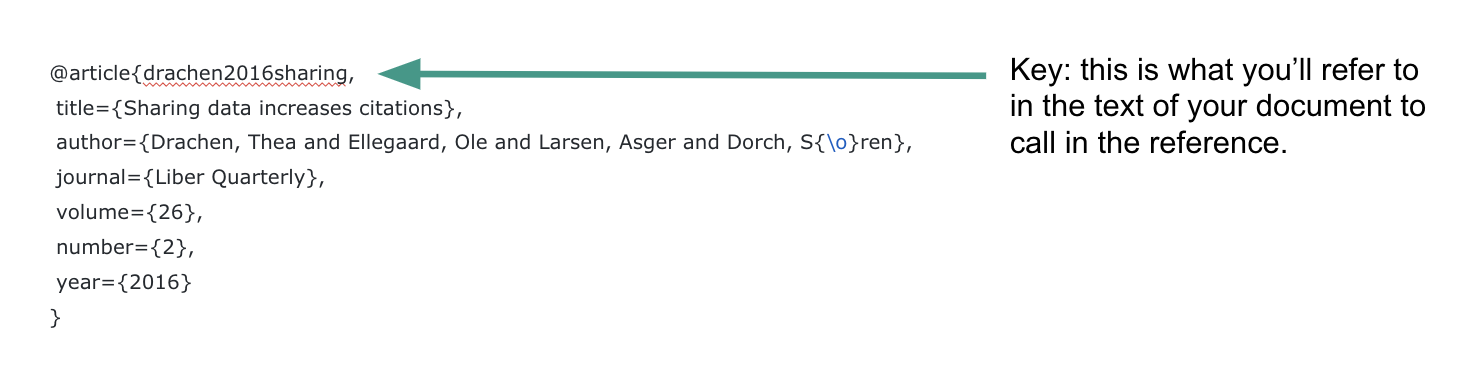 @article{drachen2016sharing,
title={Sharing data increases citations},
author={Drachen, Thea and Ellegaard, Ole and Larsen, Asger and Dorch, S{\o}ren},
journal={Liber Quarterly},
volume={26},
number={2},
year={2016}
}
Key: this is what you’ll refer to
in the text of your document to
call in the reference.